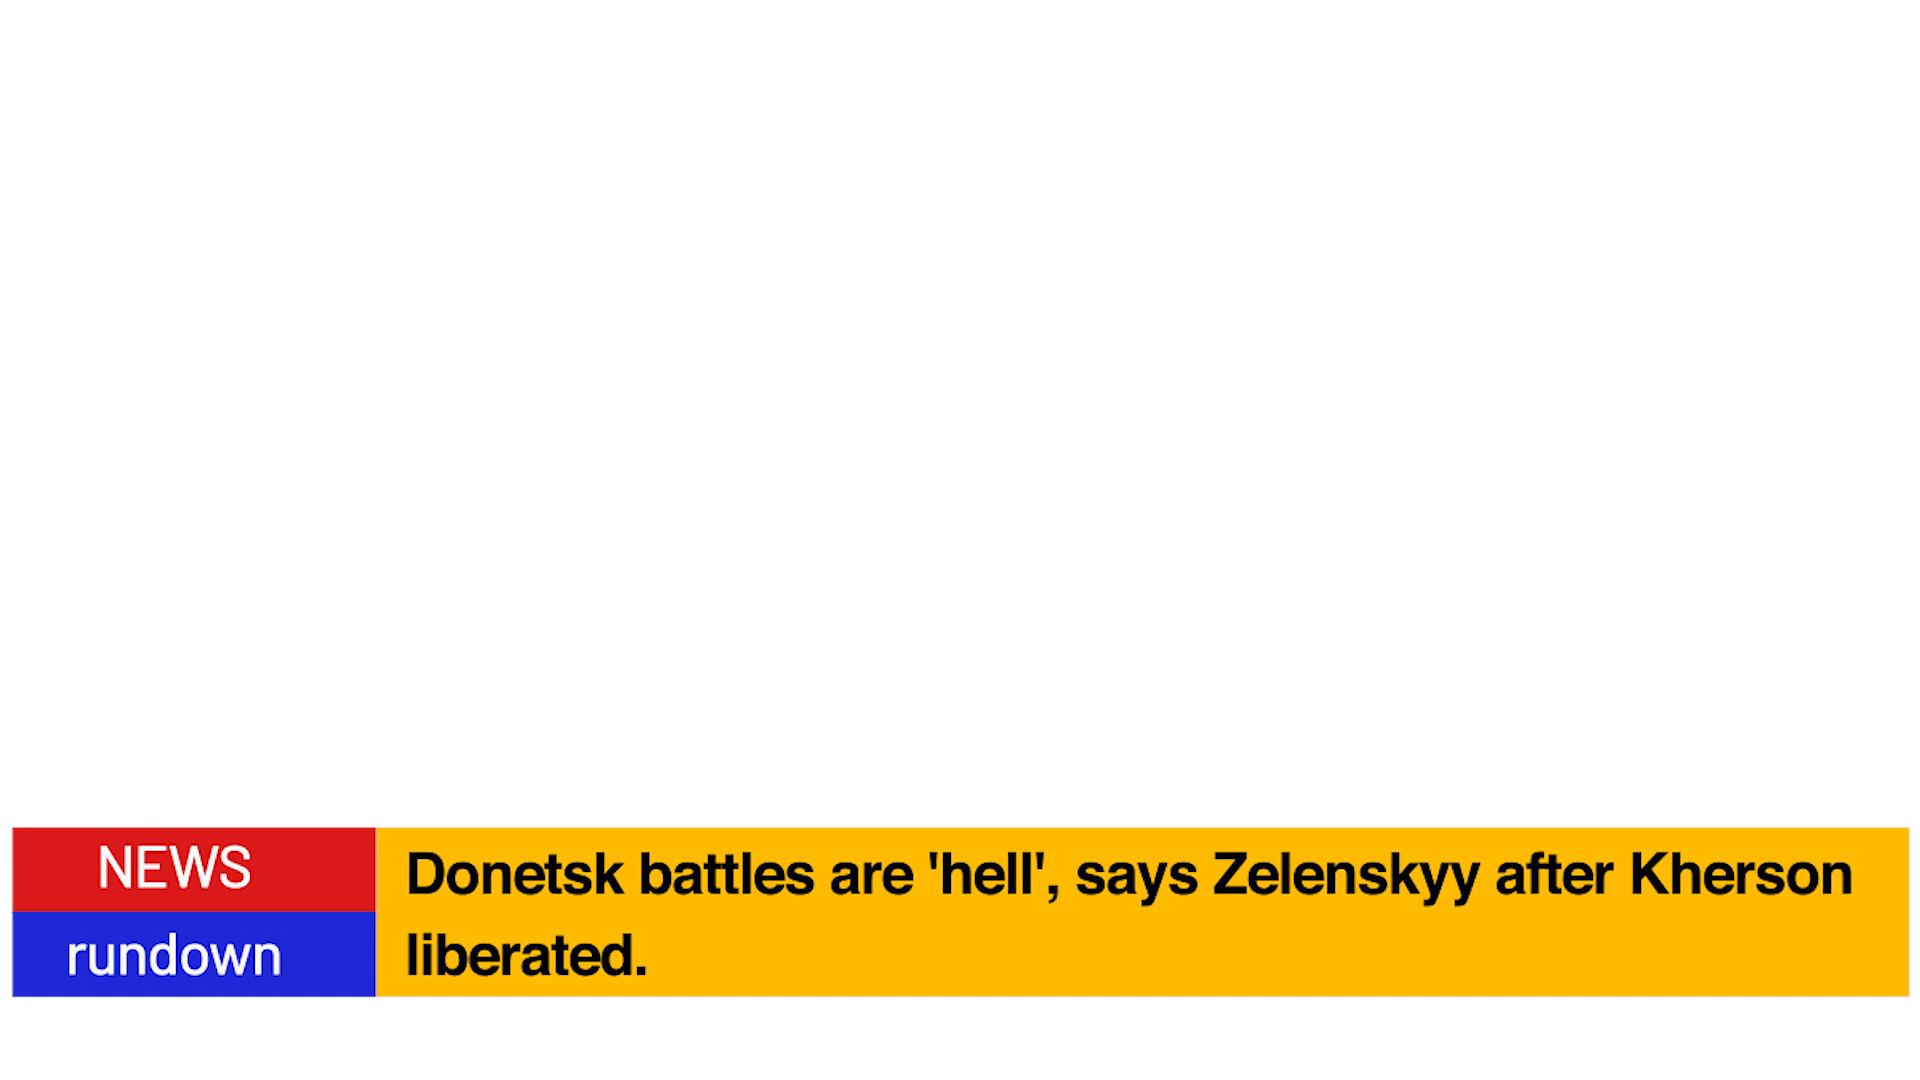 NEWS
rundown
Donetsk battles are 'hell', says Zelenskyy after Kherson
liberated.